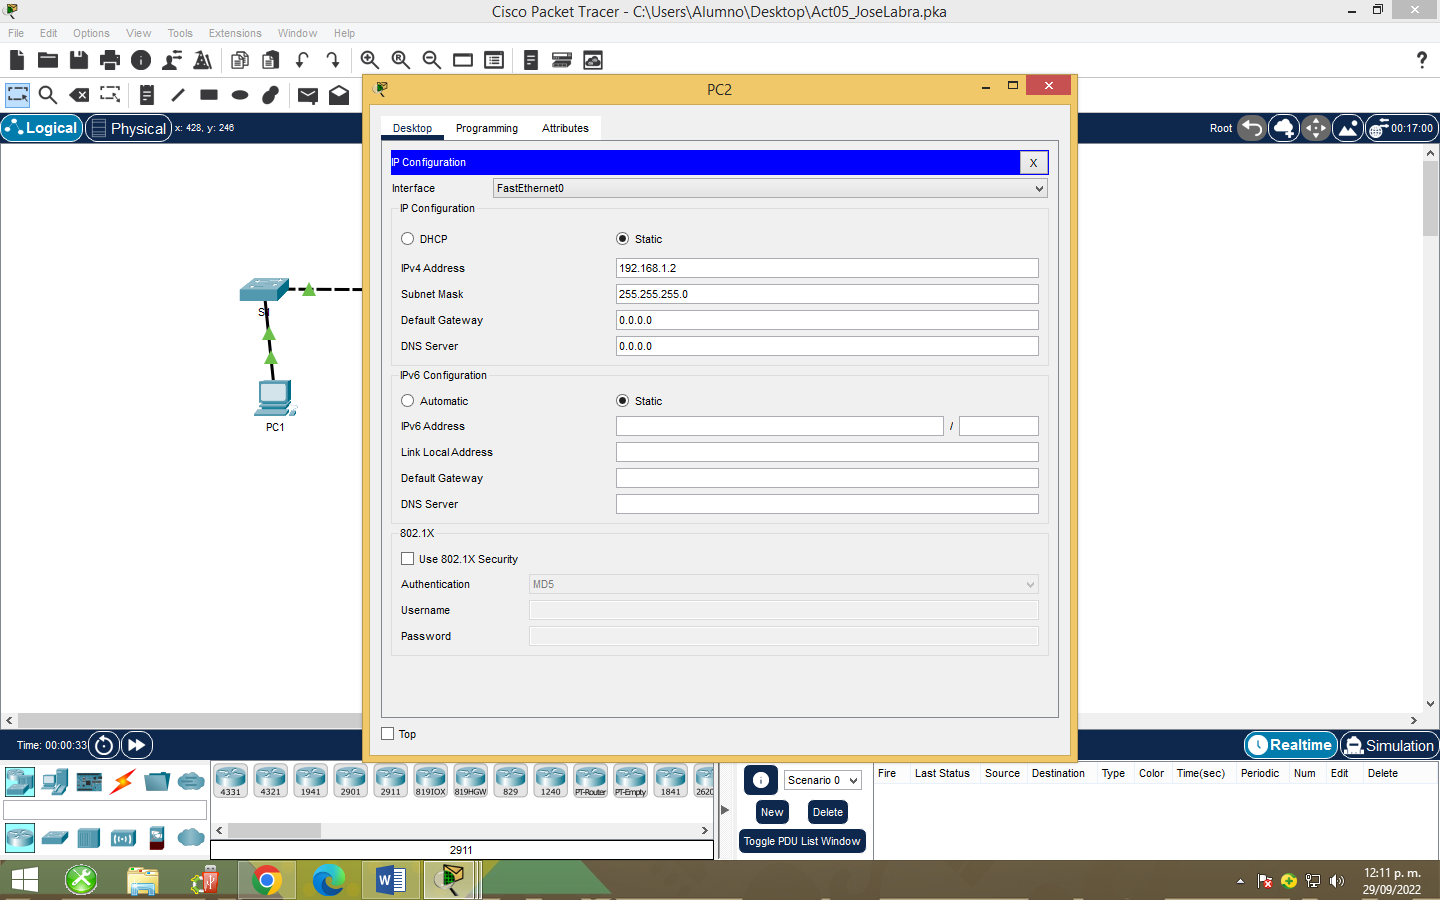 Cisco Packet Tracer - C:\Users\Alumno\Desktop\Act05_JoseLabra.pka
File Edit Options View Tools Extensions Window Help
?
Logical Physical x: 428, y: 246
Root 00:17:00
PC2
Desktop Programming Attributes
IP Configuration X
Interface FastEthernet0
IP Configuration
DHCP Static
IPv4 Address 192.168.1.2
Subnet Mask 255.255.255.0
Default Gateway 0.0.0.0
DNS Server 0.0.0.0
IPv6 Configuration
Automatic Static
IPv6 Address /
Link Local Address
Default Gateway
DNS Server
802.1X
Use 802.1X Security
Authentication MD5
Username
Password
Top
PC1
Time: 00:00:33
Realtime Simulation
4331 4321 1941 2901 2911 819IOX 819HGW 829 1240 PT-Router PT-Empty 1841 2620
2911
Scenario 0
New Delete
Toggle PDU List Window
Fire Last Status Source Destination Type Color Time(sec) Periodic Num Edit Delete
12:11 p. m.
29/09/2022